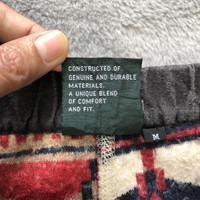 CONSTRUCTED OF
GENUINE AND DURABLE
MATERIALS.
A UNIQUE BLEND
OF COMFORT
AND FIT.
M